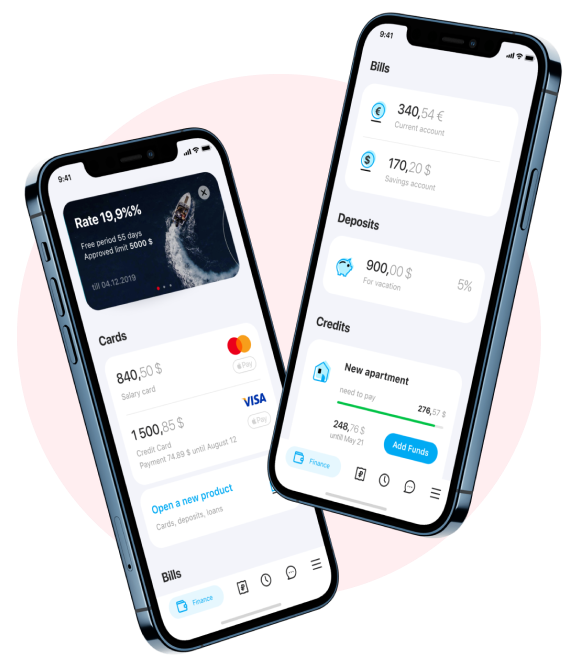 9:41
Rate 19,9%%
Free period 55 days
Approved limit 5000 $
till 04.12.2019
Cards
840,50 $
Salary card
Pay
1 500,85 $
VISA
Credit Card
Pay
Payment 74,89 $ until August 12
Open a new product
Cards, deposits, loans
Bills
Finance
9:41
Bills
340,54 €
Current account
170,20 $
Savings account
Deposits
900,00 $
5%
For vacation
Credits
New apartment
need to pay
276,57 $
248,76 $
until May 21
Add Funds
Finance